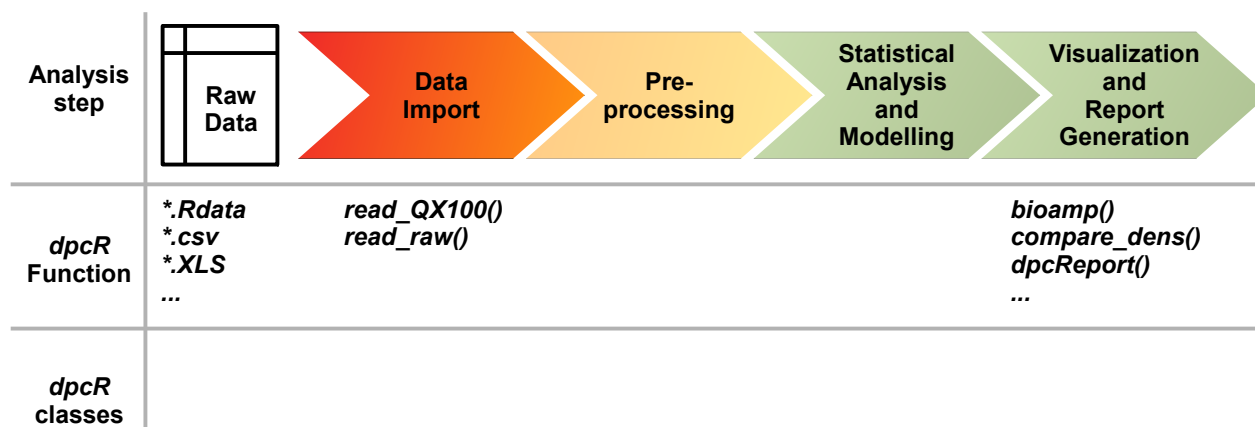 Analysis
step
Raw
Data
Data
Import
Pre-
processing
Statistical
Analysis
and
Modelling
Visualization
and
Report
Generation
dpcR
Function
*.Rdata
*.csv
*.XLS
...
read_QX100()
read_raw()
bioamp()
compare_dens()
dpcReport()
...
dpcR
classes